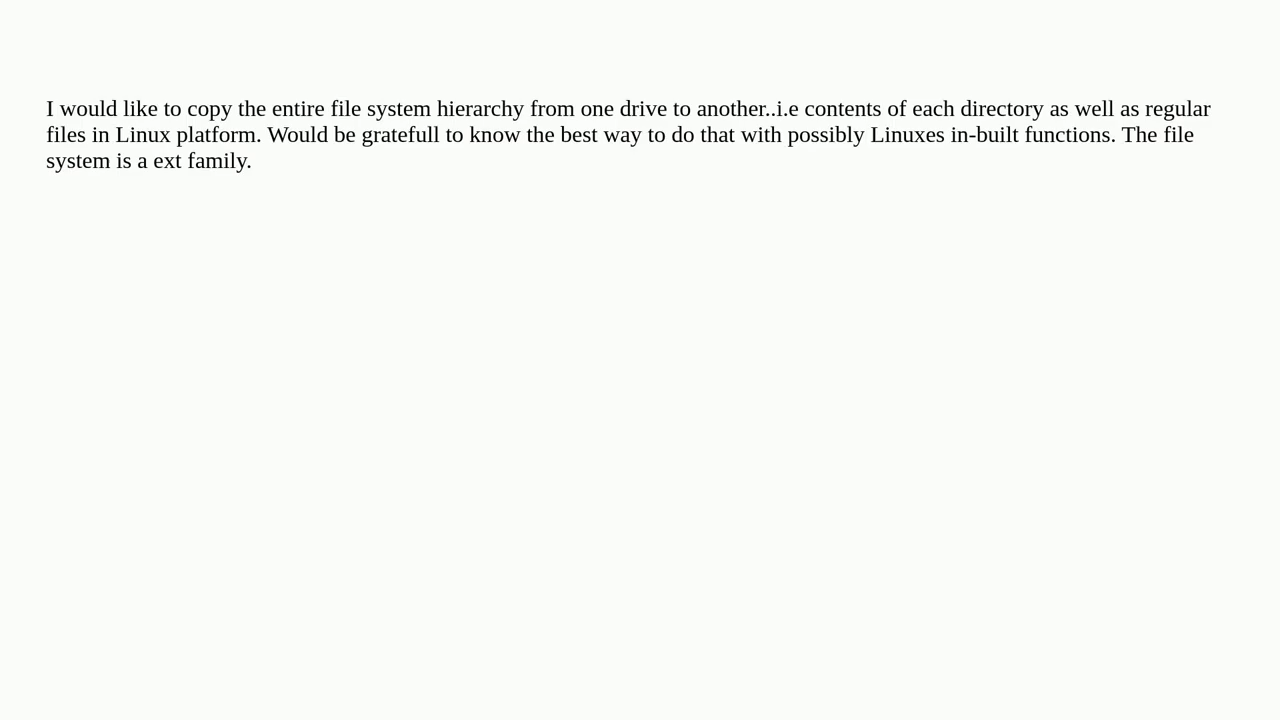 I would like to copy the entire file system hierarchy from one drive to another..i.e contents of each directory as well as regular
files in Linux platform. Would be gratefull to know the best way to do that with possibly Linuxes in-built functions. The file
system is a ext family.